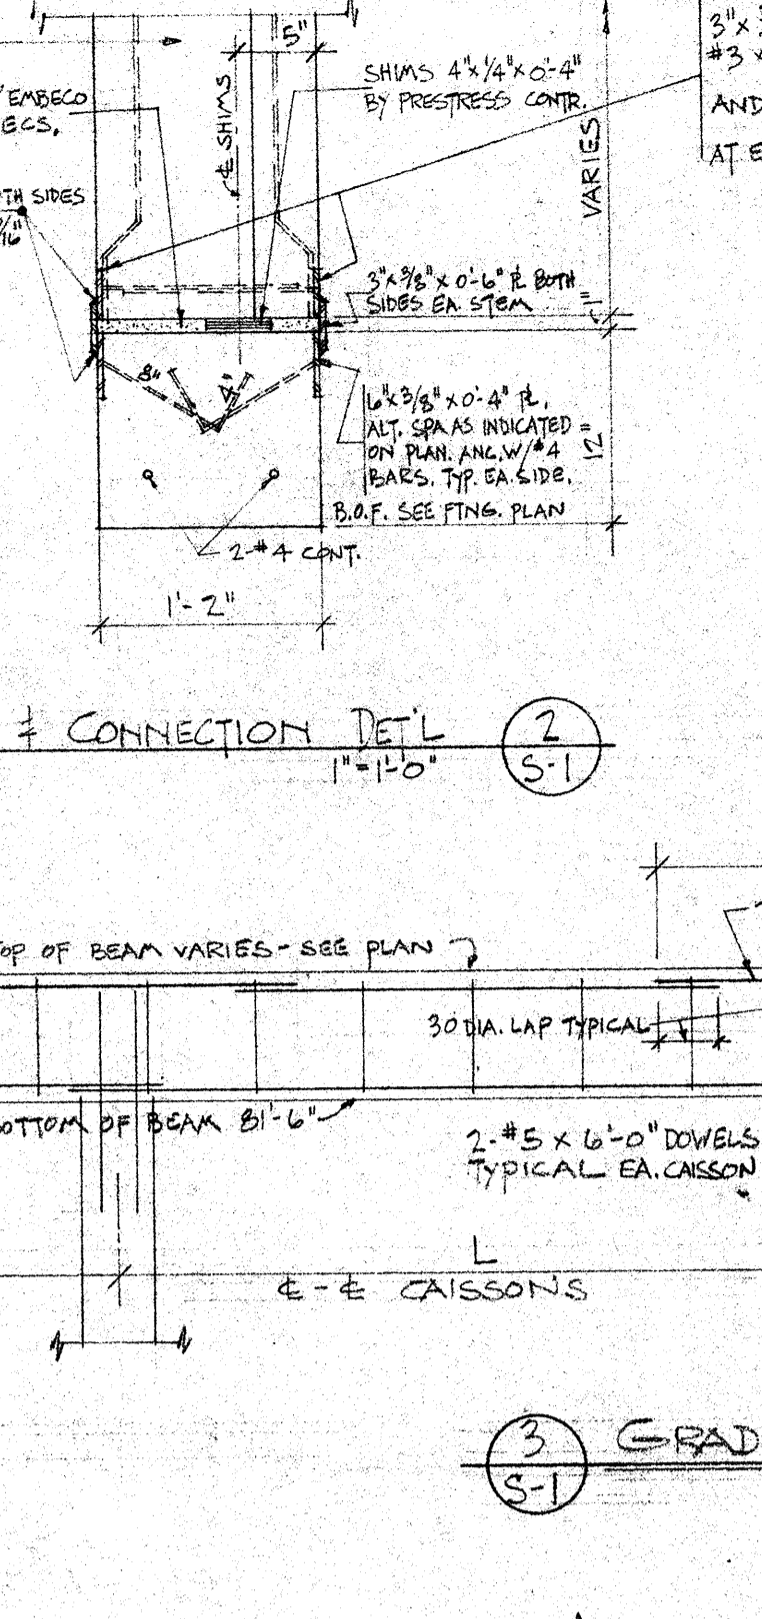 5"
3"x
#3 x
SHIMS 4"x1/4"x0'-4"
BY PRESTRESS CONTR.
EMBECO
ECS.
AND
AT E
℄ SHIMS
VARIES
TH SIDES
/16"
3"x3/8"x0'-6" ℄ BOTH
SIDES EA. STEM
1"
8"
4"
6"x3/8"x0'-4" ℄.
ALT. SPA AS INDICATED
ON PLAN. ANC. W/#4
BARS. TYP. EA. SIDE.
12"
B.O.F. SEE FTNG. PLAN
2-#4 CONT.
1'-2"
CONNECTION DET'L
1"=1'-0"
2
S-1
TOP OF BEAM VARIES - SEE PLAN
30 DIA. LAP TYPICAL
BOTTOM OF BEAM 81'-6"
2-#5 x 6'-0" DOWELS
TYPICAL EA. CAISSON
L
℄-℄ CAISSONS
3
S-1
GRAD